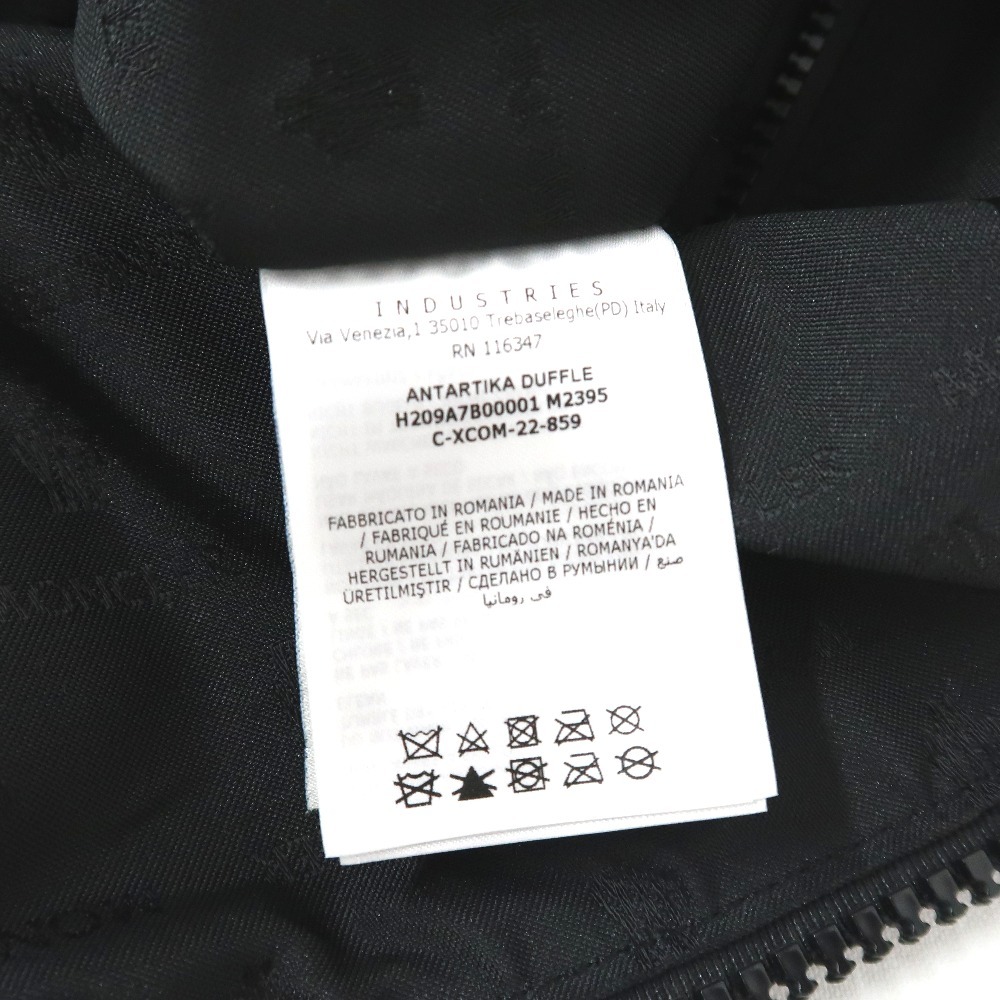 INDUSTRIES
Via Venezia,1 35010 Trebaseleghe(PD) Italy
RN 116347
ANTARTIKA DUFFLE
H209A7B00001 M2395
C-XCOM-22-859
FABBRICATO IN ROMANIA / MADE IN ROMANIA
/ FABRIQUÉ EN ROUMANIE / HECHO EN
RUMANIA / FABRICADO NA ROMÉNIA /
HERGESTELLT IN RUMÄNIEN / ROMANYA'DA
ÜRETILMIŞTIR / СДЕЛАНО В РУМЫНИИ / صنع
في رومانيا